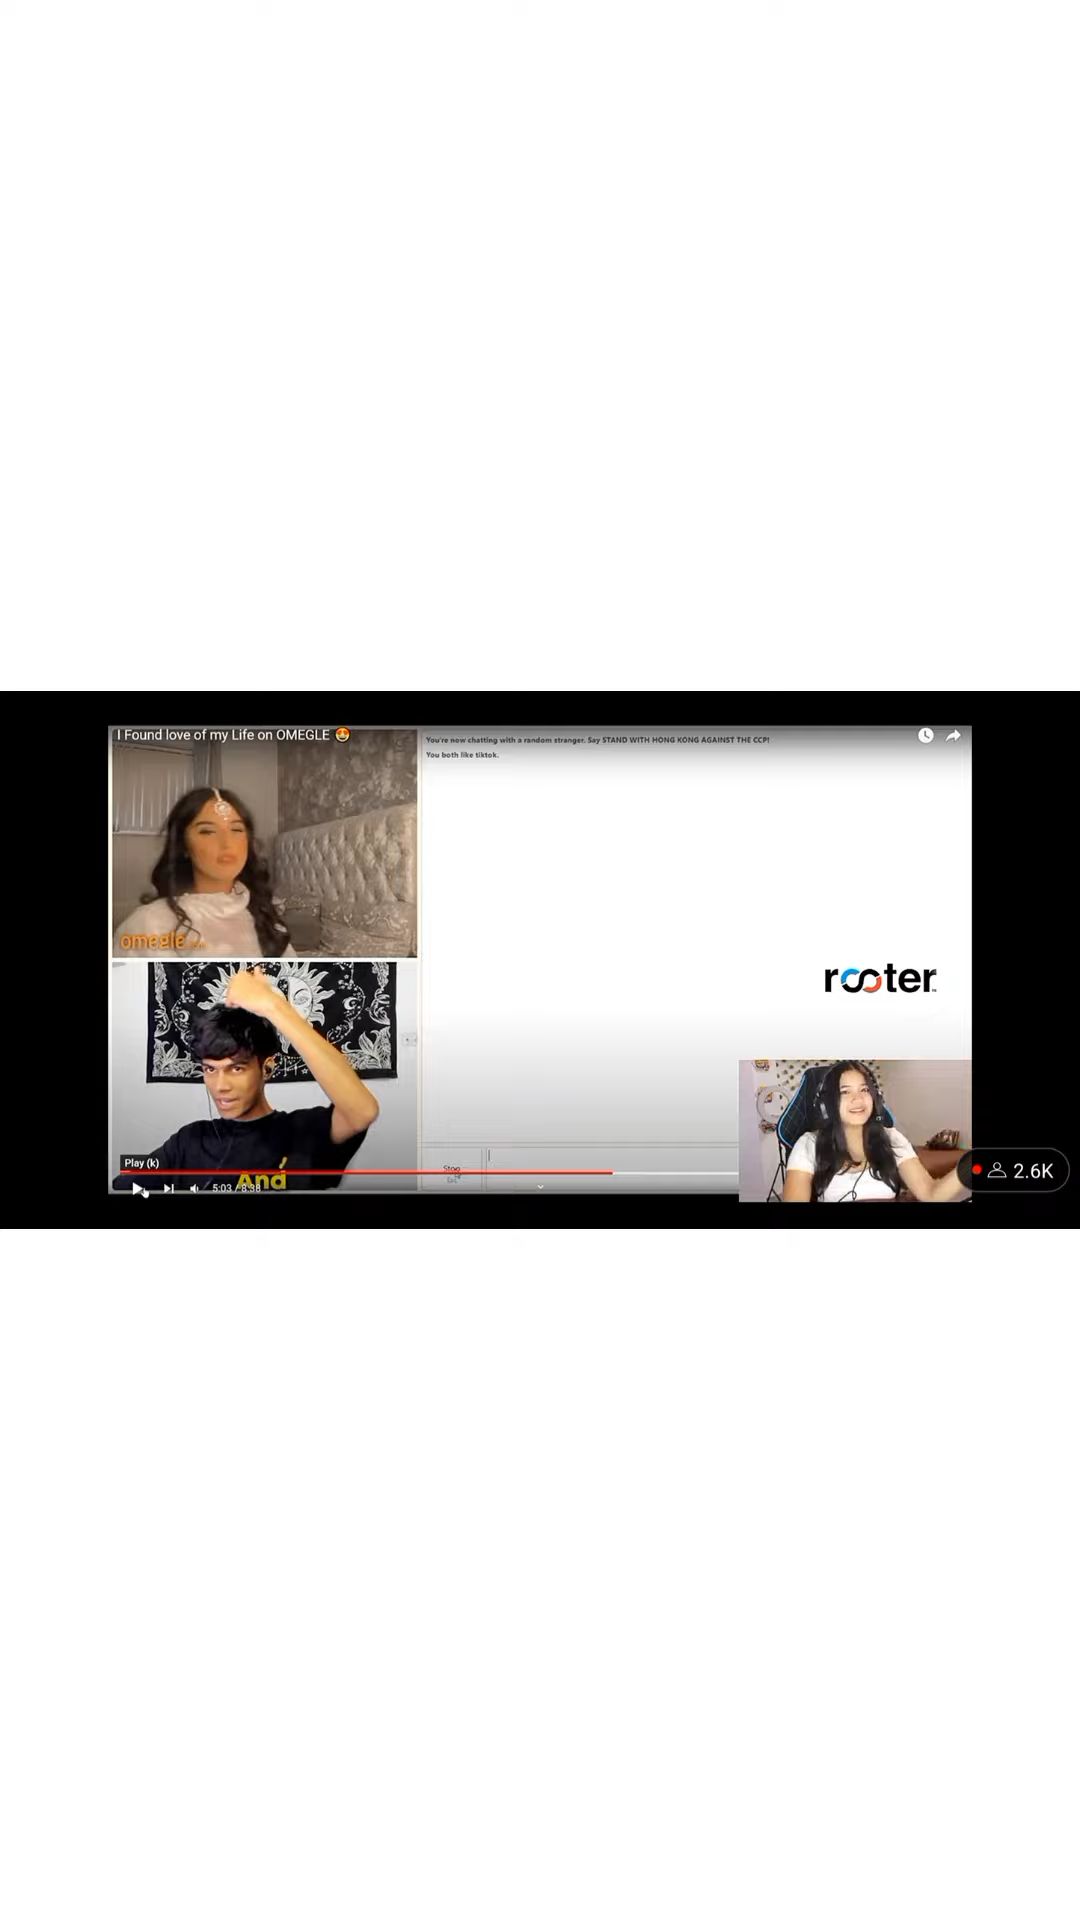 I Found love of my Life on OMEGLE 🤩
You're now chatting with a random stranger. Say STAND WITH HONG KONG AGAINST THE CCP!
You both like tiktok.
omegle
rooter
Play (k)
Stop
Esc
And
5:03 / 8:38
2.6K